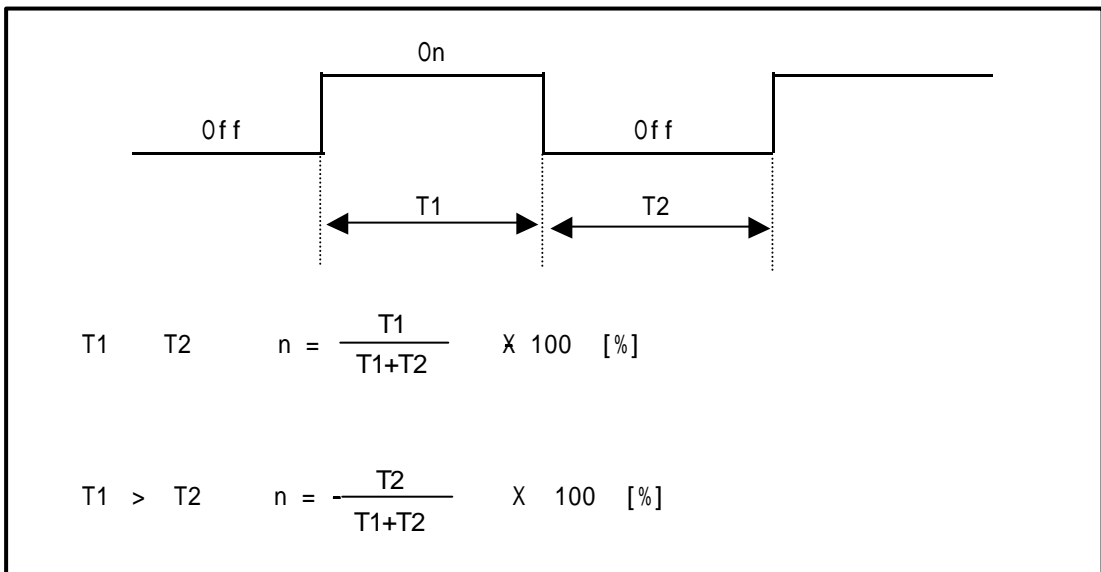 On
Off Off
T1 T2
T1 T2 n = T1/T1+T2 X 100 [%]
T1 > T2 n = -T2/T1+T2 X 100 [%]